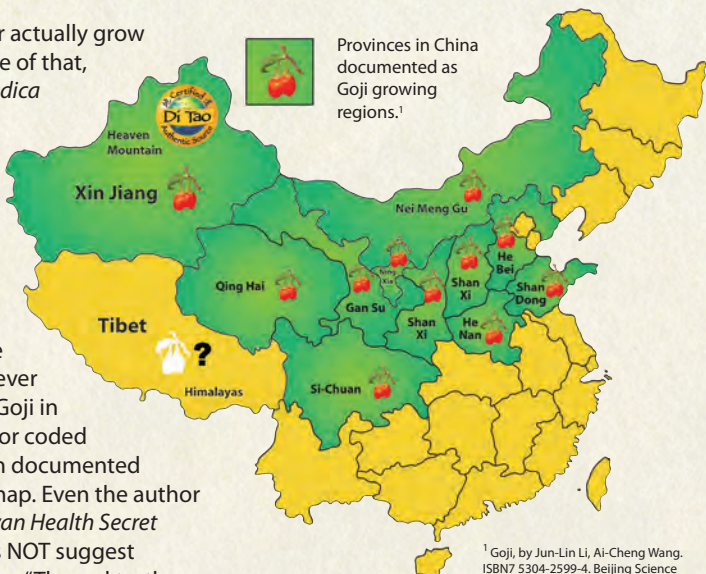 r actually grow
e of that,
dica
Provinces in China
documented as
Goji growing
regions.¹
Certified
Di Tao
Authentic Source
Heaven
Mountain
Xin Jiang
Nei Meng Gu
Qing Hai
Ning
Xia
Gan Su
Shan
Xi
Shan
Xi
He
Bei
Shan
Dong
He
Nan
Tibet
?
Himalayas
Si-Chuan
e
ever
Goji in
or coded
n documented
map. Even the author
an Health Secret
s NOT suggest
¹ Goji, by Jun-Lin Li, Ai-Cheng Wang.
ISBN7 5304-2599-4. Beijing Science